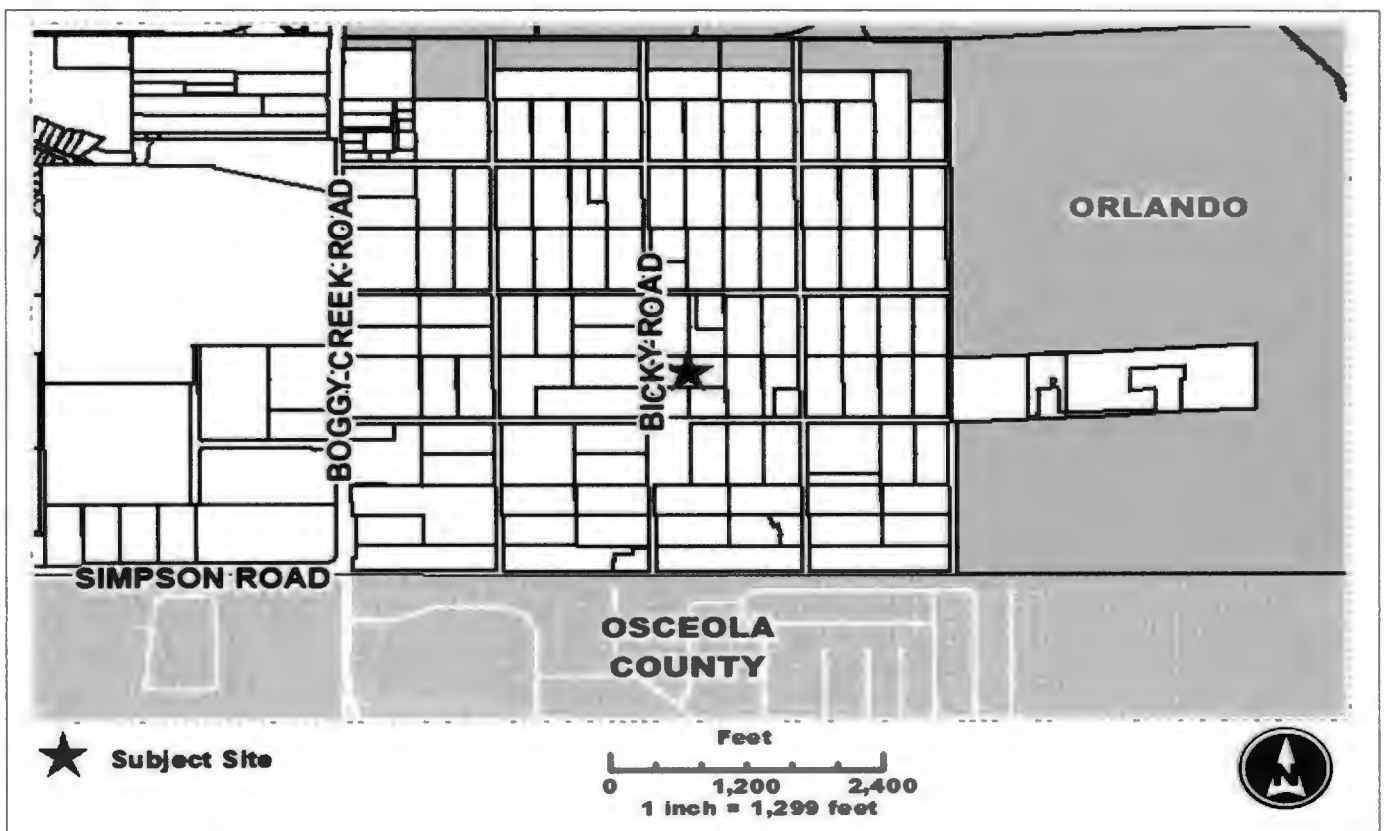 ORLANDO
BOGGY CREEK ROAD
BICKY ROAD
SIMPSON ROAD
OSCEOLA
COUNTY
Subject Site
Feet
0 1,200 2,400
1 inch = 1,299 feet
N